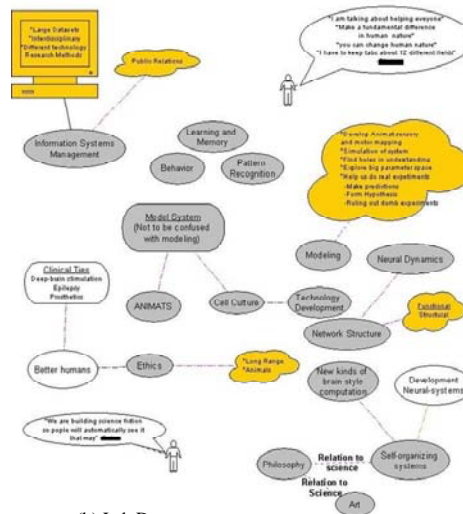 *Large Datasets
*Interdisciplinary
*Different technology
Research Methods
Public Relations
"I am talking about helping everyone"
"Make a fundamental difference
in human nature"
"you can change human nature"
"I have to keep tabs about 12 different fields"
Information Systems
Management
Learning and
Memory
Behavior
Pattern
Recognition
*Develop Animat sensory
and motor mapping
*Simulation of system
*Find holes in understanding
*Explore big parameter space
*Help us do real experiments
-Make predictions
-Form Hypothesis
-Ruling out dumb experiments
Model System
(Not to be confused
with modeling)
Modeling
Neural Dynamics
Clinical Ties
Deep-brain stimulation
Epilepsy
Prosthetics
ANIMATS
Cell Culture
Technology
Development
Functional
Structural
Network Structure
Better humans
Ethics
*Long Range
*Animals
New kinds of
brain style
computation
Development
Neural-systems
"We are building science fiction
so pople will automatically see it
that may"
Philosophy
Relation to
science
Self-organizing
systems
Relation to
Science
Art